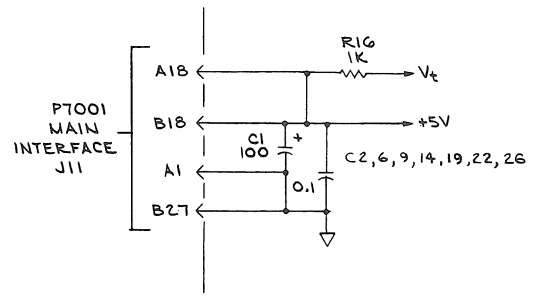 R16
1K
A18
Vt
P7001
MAIN
INTERFACE
J11
B18
+5V
C1
100
+
C2,6,9,14,19,22,26
A1
0.1
B27